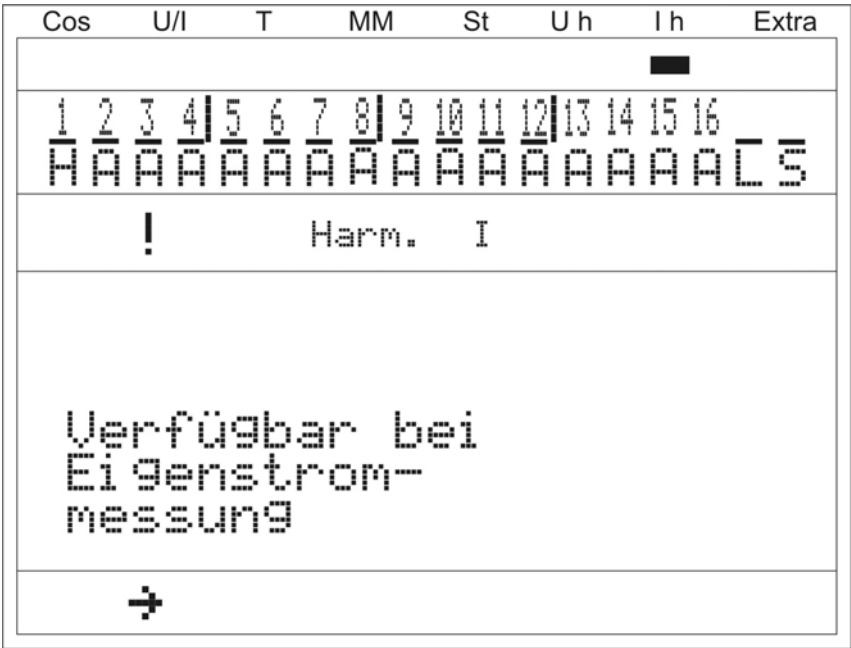 Cos U/I T MM St U h I h Extra
1 2 3 4 5 6 7 8 9 10 11 12 13 14 15 16
H A A A A A A A A A A A A A A A L S
! Harm. I
Verfügbar bei
Eigenstrom-
messung
→